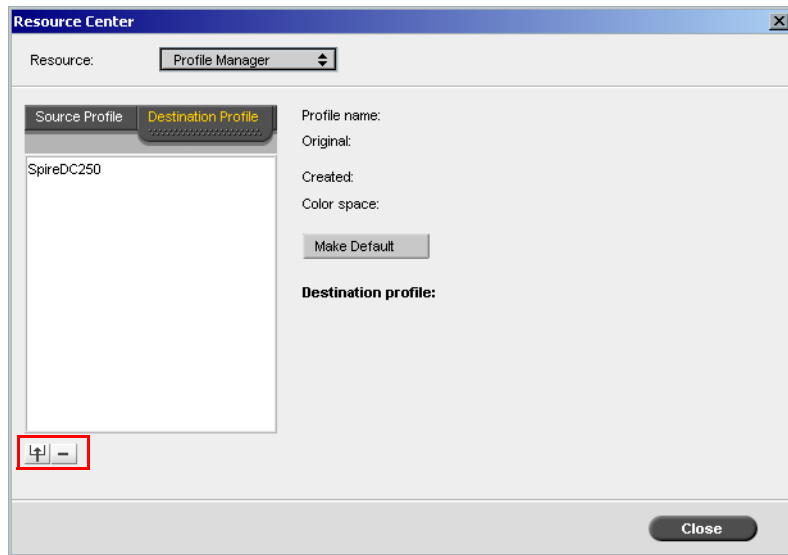 Resource Center
Resource: Profile Manager
Source Profile Destination Profile
SpireDC250
Profile name:
Original:
Created:
Color space:
Make Default
Destination profile:
Close